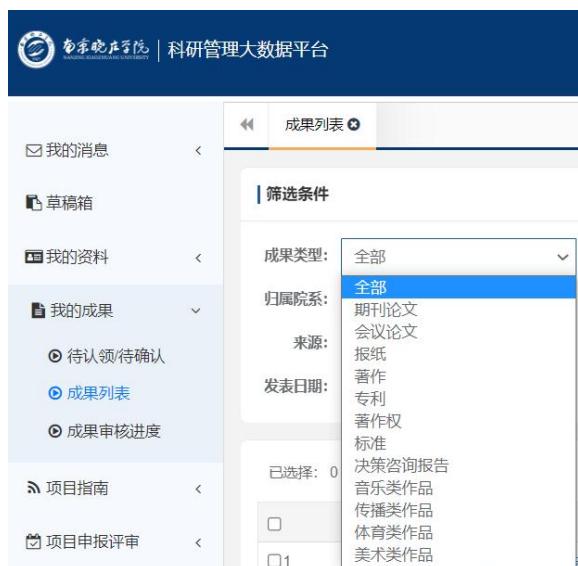 南京晓庄学院 | 科研管理大数据平台
NANJING XIAOZHUANG UNIVERSITY
成果列表
我的消息
草稿箱
我的资料
我的成果
待认领/待确认
成果列表
成果审核进度
项目指南
项目申报评审
筛选条件
成果类型: 全部
归属院系:
来源:
发表日期:
全部
期刊论文
会议论文
报纸
著作
专利
著作权
标准
决策咨询报告
音乐类作品
传播类作品
体育类作品
美术类作品
已选择: 0
1